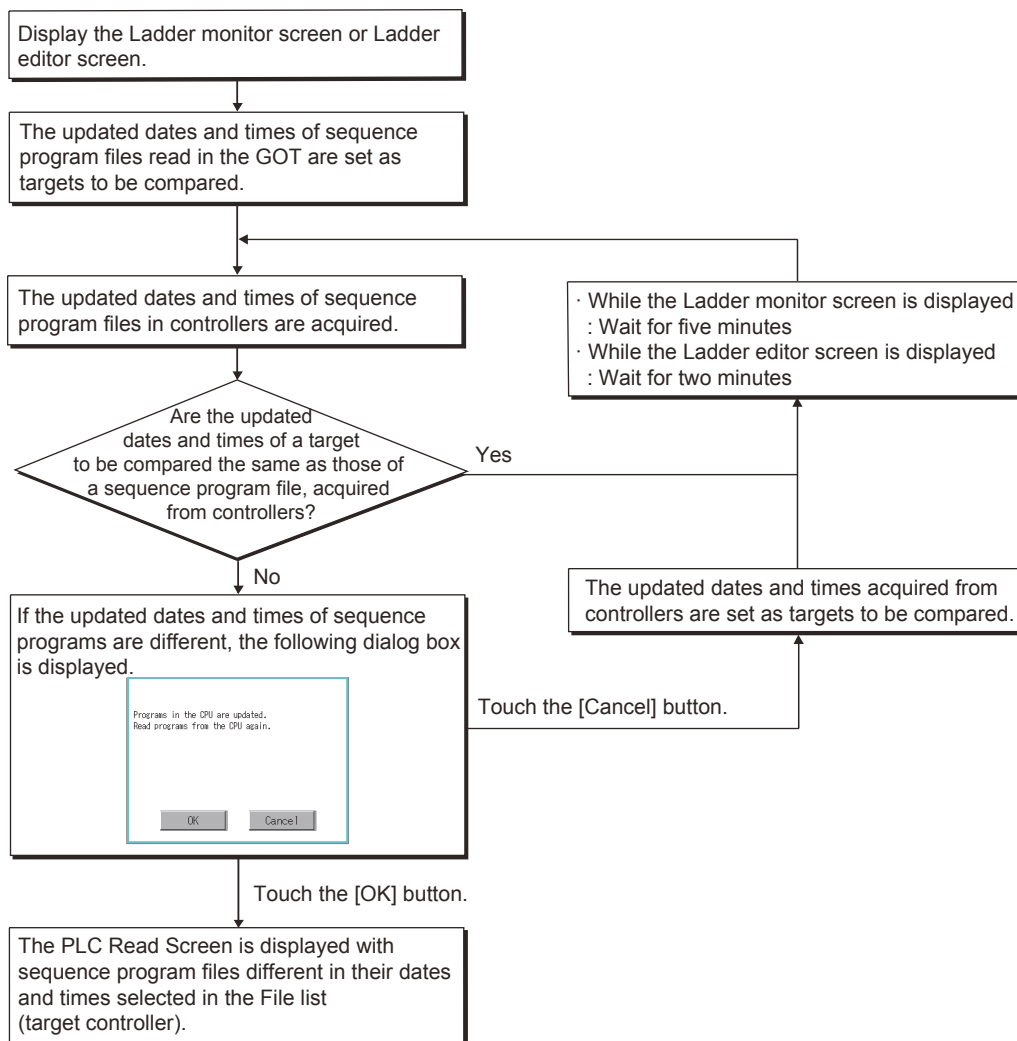 Display the Ladder monitor screen or Ladder
editor screen.
The updated dates and times of sequence
program files read in the GOT are set as
targets to be compared.
The updated dates and times of sequence
program files in controllers are acquired.
· While the Ladder monitor screen is displayed
: Wait for five minutes
· While the Ladder editor screen is displayed
: Wait for two minutes
Are the updated
dates and times of a target
to be compared the same as those of
a sequence program file, acquired
from controllers?
Yes
No
If the updated dates and times of sequence
programs are different, the following dialog box
is displayed.
Programs in the CPU are updated.
Read programs from the CPU again.
OK
Cancel
Touch the [Cancel] button.
The updated dates and times acquired from
controllers are set as targets to be compared.
Touch the [OK] button.
The PLC Read Screen is displayed with
sequence program files different in their dates
and times selected in the File list
(target controller).